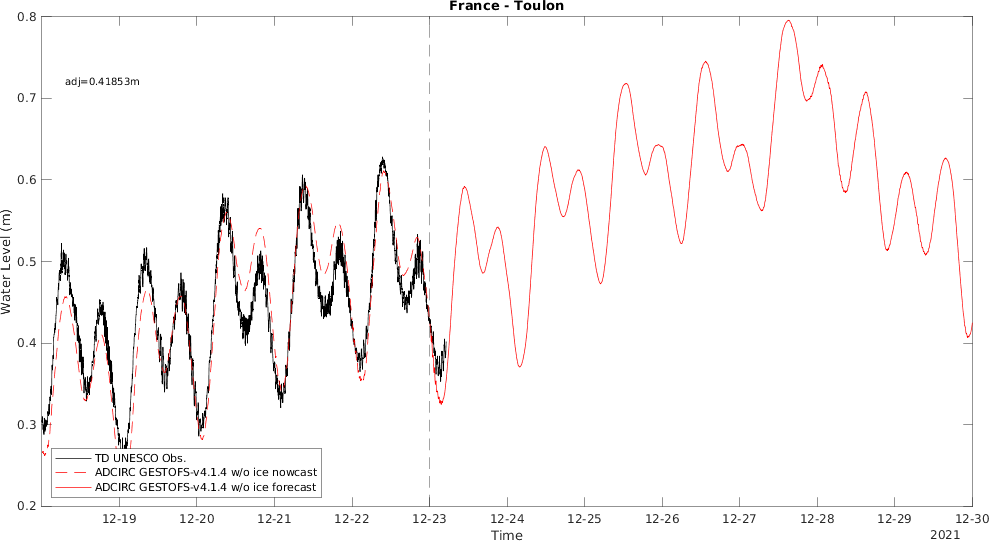 France - Toulon
0.8
0.7
0.6
0.5
0.4
0.3
0.2
Water Level (m)
adj=0.41853m
TD UNESCO Obs.
ADCIRC GESTOFS-v4.1.4 w/o ice nowcast
ADCIRC GESTOFS-v4.1.4 w/o ice forecast
12-19 12-20 12-21 12-22 12-23 12-24 12-25 12-26 12-27 12-28 12-29 12-30
Time
2021